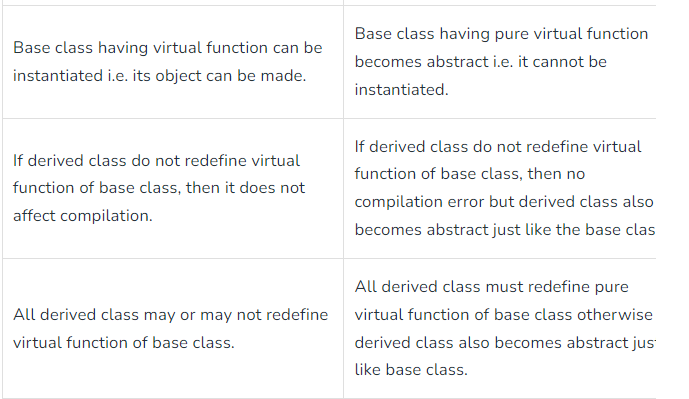 Base class having virtual function can be
instantiated i.e. its object can be made.
Base class having pure virtual function
becomes abstract i.e. it cannot be
instantiated.
If derived class do not redefine virtual
function of base class, then it does not
affect compilation.
If derived class do not redefine virtual
function of base class, then no
compilation error but derived class also
becomes abstract just like the base clas
All derived class may or may not redefine
virtual function of base class.
All derived class must redefine pure
virtual function of base class otherwise
derived class also becomes abstract jus
like base class.